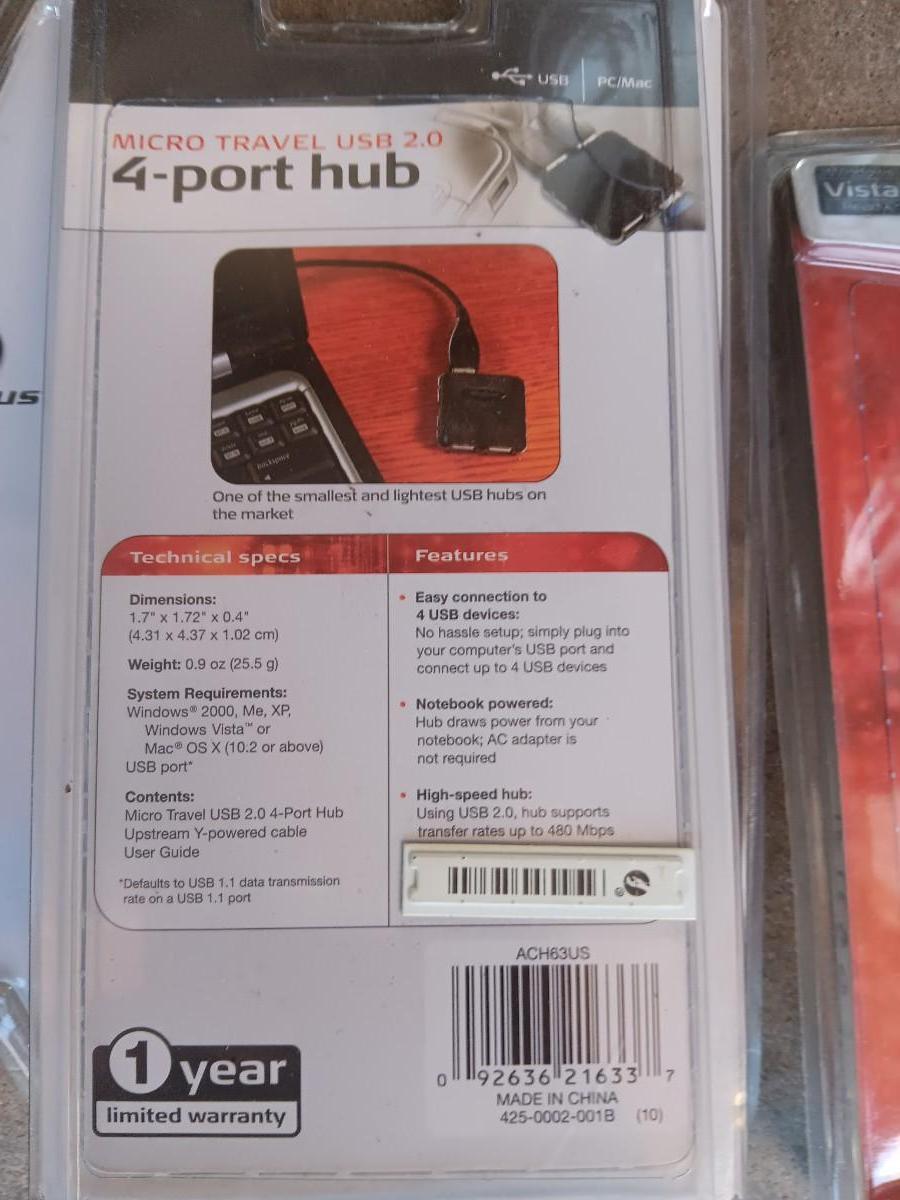 USB
PC/Mac
MICRO TRAVEL USB 2.0
4-port hub
Vista
us
backspace
One of the smallest and lightest USB hubs on
the market
Technical specs
Dimensions:
1.7" x 1.72" x 0.4"
(4.31 x 4.37 x 1.02 cm)
Weight: 0.9 oz (25.5 g)
System Requirements:
Windows® 2000, Me, XP,
Windows Vista™ or
Mac® OS X (10.2 or above)
USB port*
Contents:
Micro Travel USB 2.0 4-Port Hub
Upstream Y-powered cable
User Guide
*Defaults to USB 1.1 data transmission
rate on a USB 1.1 port
Features
• Easy connection to
4 USB devices:
No hassle setup; simply plug into
your computer's USB port and
connect up to 4 USB devices
• Notebook powered:
Hub draws power from your
notebook; AC adapter is
not required
• High-speed hub:
Using USB 2.0, hub supports
transfer rates up to 480 Mbps
®
ACH63US
0 92636 21633 7
MADE IN CHINA
425-0002-001B (10)
1 year
limited warranty